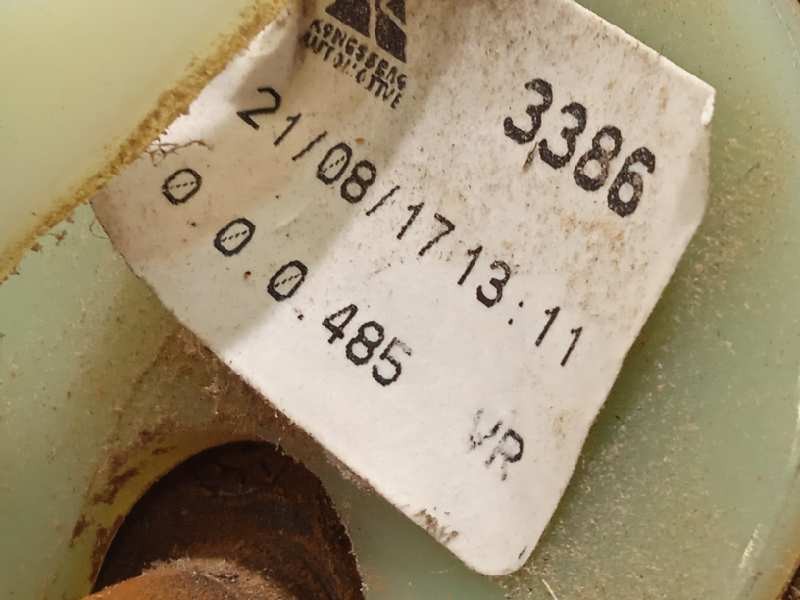 KONGSBERG
AUTOMOTIVE
3386
21/08/17 13:11
0 0 0.485
VR